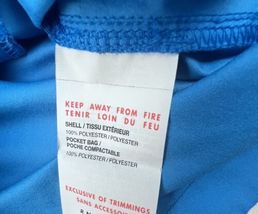 KEEP AWAY FROM FIRE
TENIR LOIN DU FEU
SHELL / TISSU EXTÉRIEUR
100% POLYESTER / POLYESTER
POCKET BAG /
POCHE COMPACTABLE
100% POLYESTER / POLYESTER
EXCLUSIVE OF TRIMMINGS
SANS ACCESSO